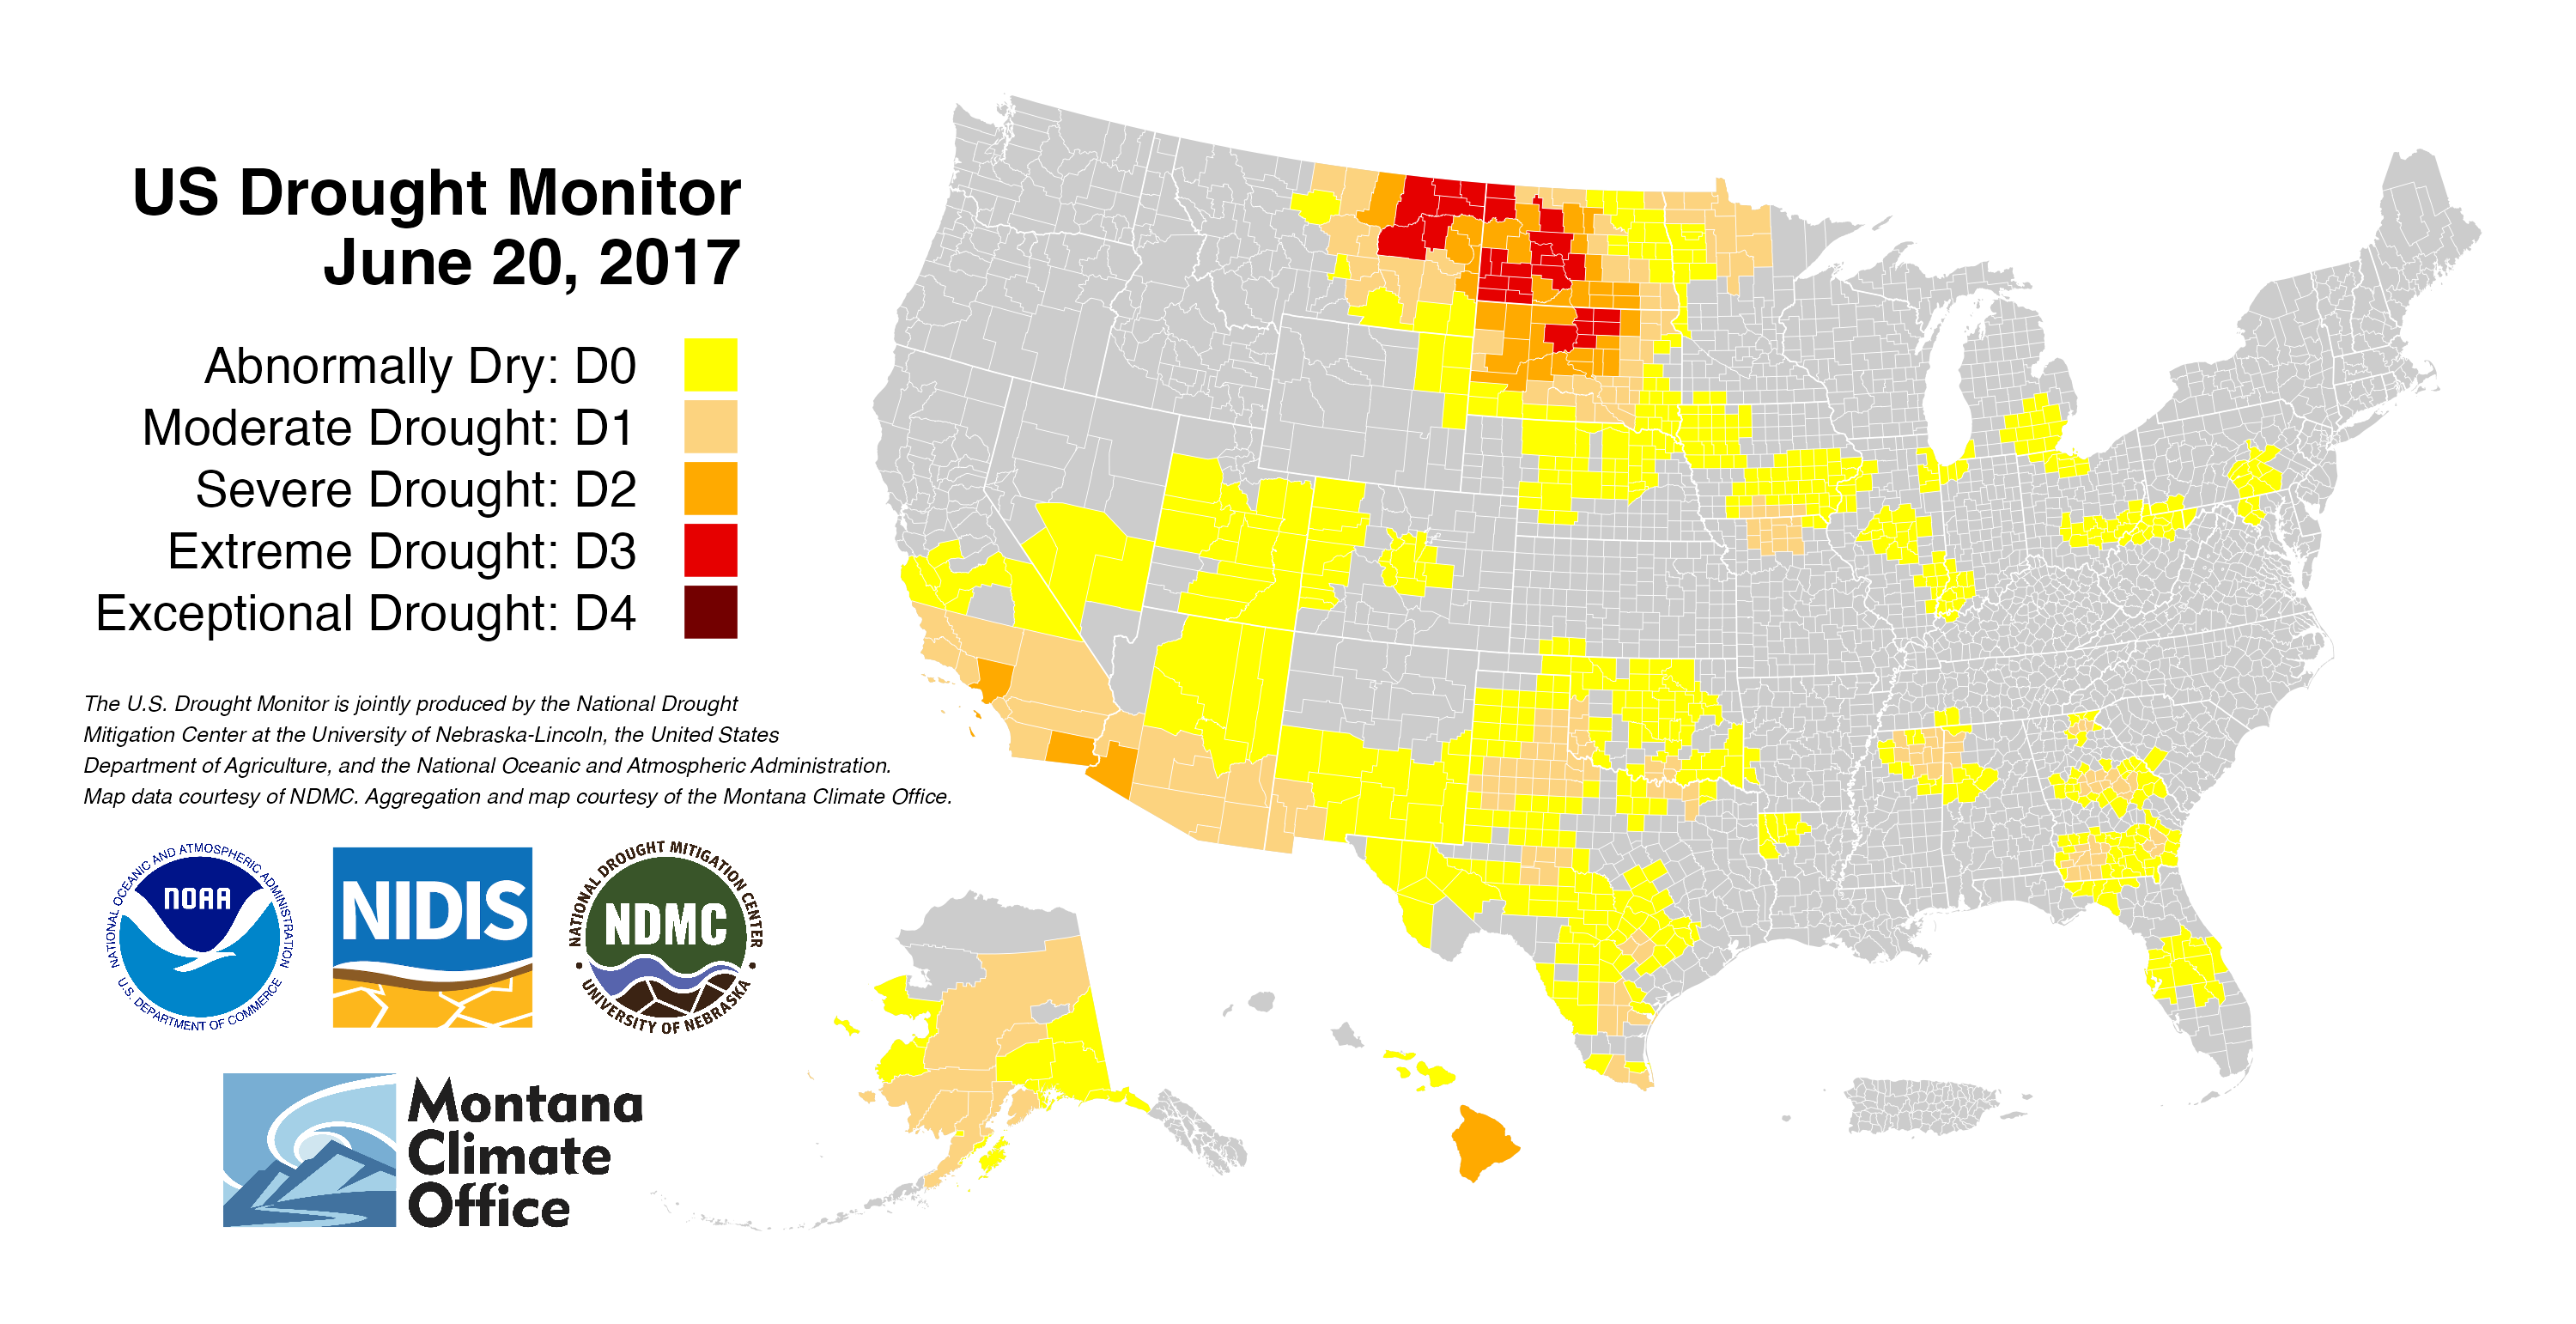 US Drought Monitor
June 20, 2017
Abnormally Dry: D0
Moderate Drought: D1
Severe Drought: D2
Extreme Drought: D3
Exceptional Drought: D4
The U.S. Drought Monitor is jointly produced by the National Drought
Mitigation Center at the University of Nebraska-Lincoln, the United States
Department of Agriculture, and the National Oceanic and Atmospheric Administration.
Map data courtesy of NDMC. Aggregation and map courtesy of the Montana Climate Office.
NATIONAL OCEANIC AND ATMOSPHERIC ADMINISTRATION
NOAA
U.S. DEPARTMENT OF COMMERCE
NIDIS
NATIONAL DROUGHT MITIGATION CENTER
NDMC
UNIVERSITY OF NEBRASKA
Montana
Climate
Office